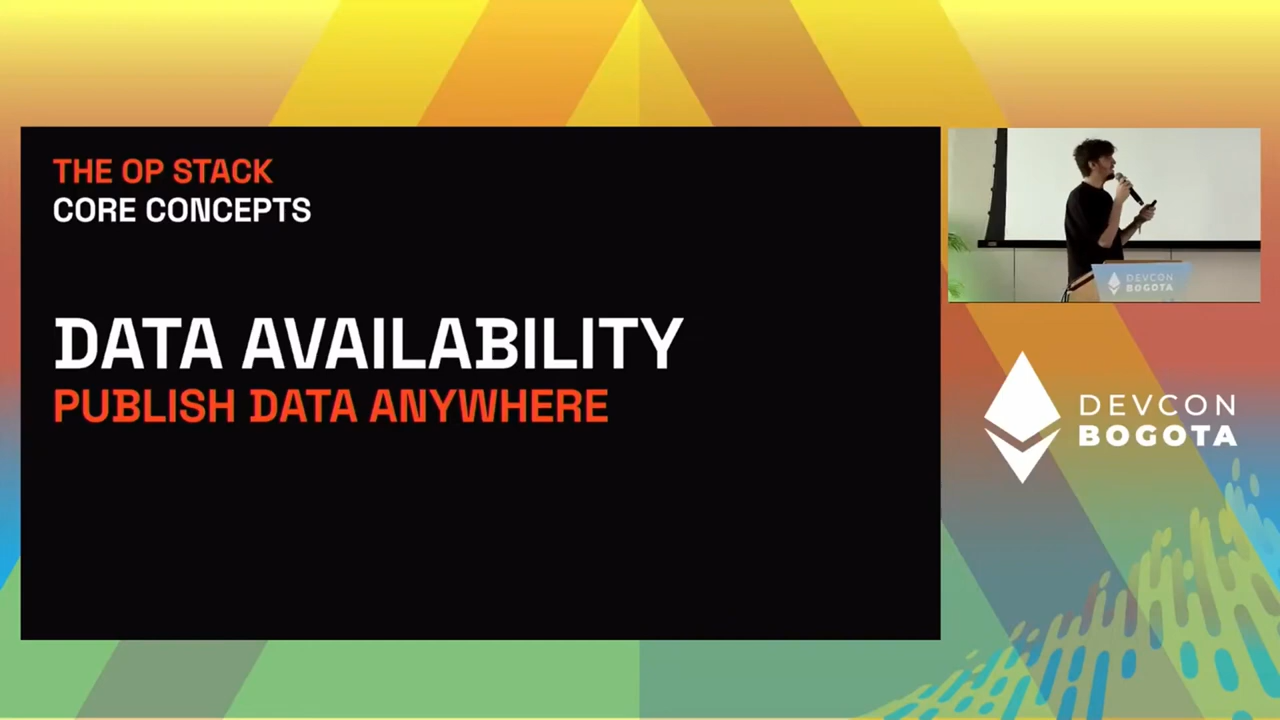 THE OP STACK
CORE CONCEPTS
DATA AVAILABILITY
PUBLISH DATA ANYWHERE
DEVCON
BOGOTA
DEVCON
BOGOTA